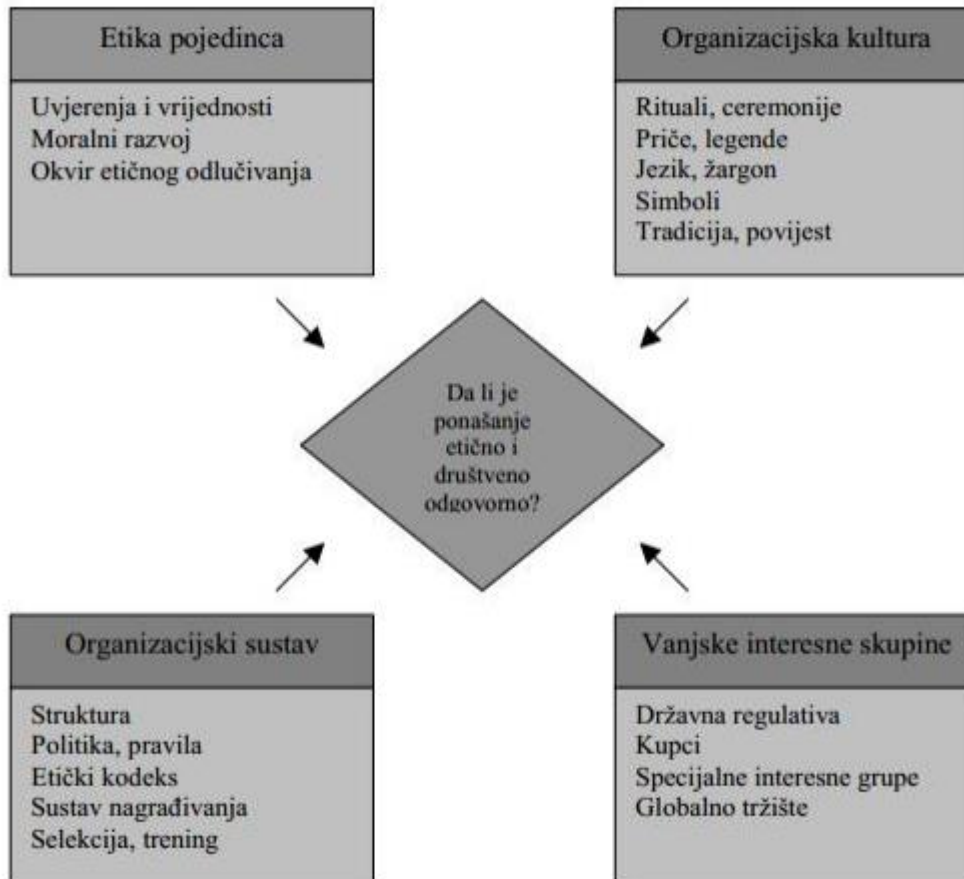 Etika pojedinca
Uvjerenja i vrijednosti
Moralni razvoj
Okvir etičnog odlučivanja
Organizacijska kultura
Rituali, ceremonije
Priče, legende
Jezik, žargon
Simboli
Tradicija, povijest
Da li je
ponašanje
etično i
društveno
odgovorno?
Organizacijski sustav
Struktura
Politika, pravila
Etički kodeks
Sustav nagrađivanja
Selekcija, trening
Vanjske interesne skupine
Državna regulativa
Kupci
Specijalne interesne grupe
Globalno tržište